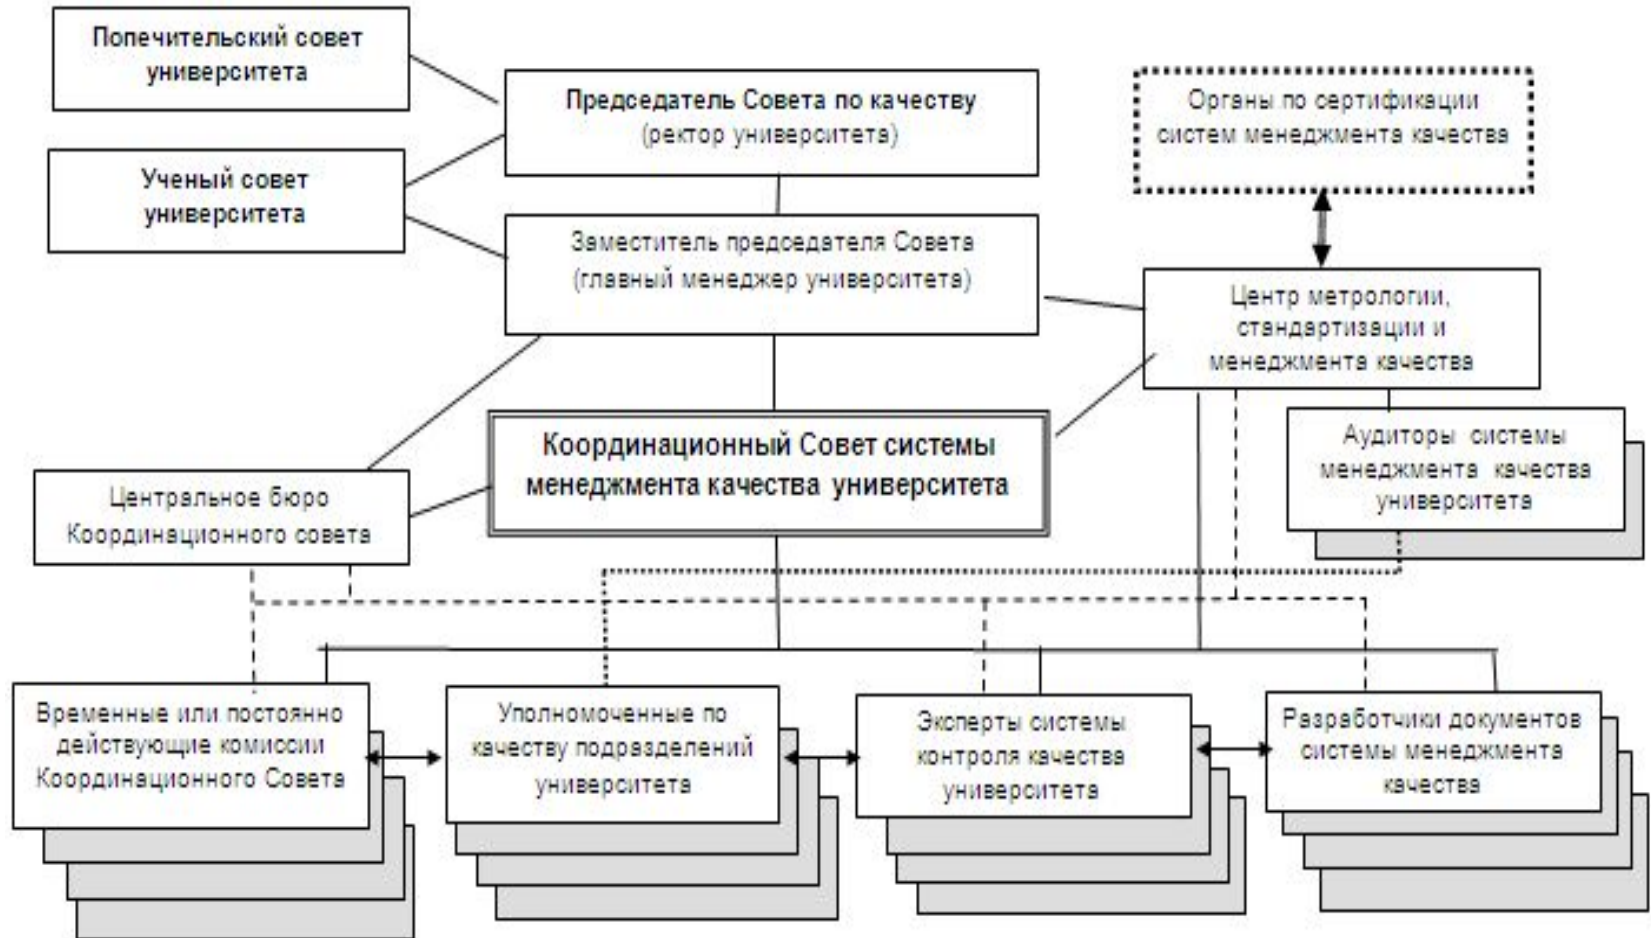 Попечительский совет
университета
Председатель Совета по качеству
(ректор университета)
Органы по сертификации
систем менеджмента качества
Ученый совет
университета
Заместитель председателя Совета
(главный менеджер университета)
Центр метрологии,
стандартизации и
менеджмента качества
Координационный Совет системы
менеджмента качества университета
Аудиторы системы
менеджмента качества
университета
Центральное бюро
Координационного совета
Временные или постоянно
действующие комиссии
Координационного Совета
Уполномоченные по
качеству подразделений
университета
Эксперты системы
контроля качества
университета
Разработчики документов
системы менеджмента
качества